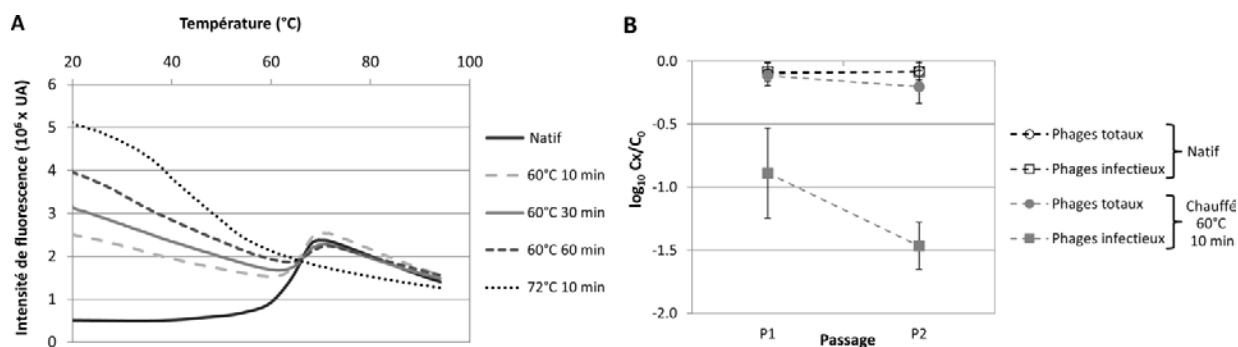 A
Température (°C)
20 40 60 80 100
Intensité de fluorescence (10⁶ x UA)
6
5
4
3
2
1
0
Natif
60°C 10 min
60°C 30 min
60°C 60 min
72°C 10 min
B
log₁₀ Cx/C₀
0.0
-0.5
-1.0
-1.5
-2.0
P1 P2
Passage
Phages totaux
Phages infectieux
Natif
Phages totaux
Phages infectieux
Chauffé
60°C
10 min